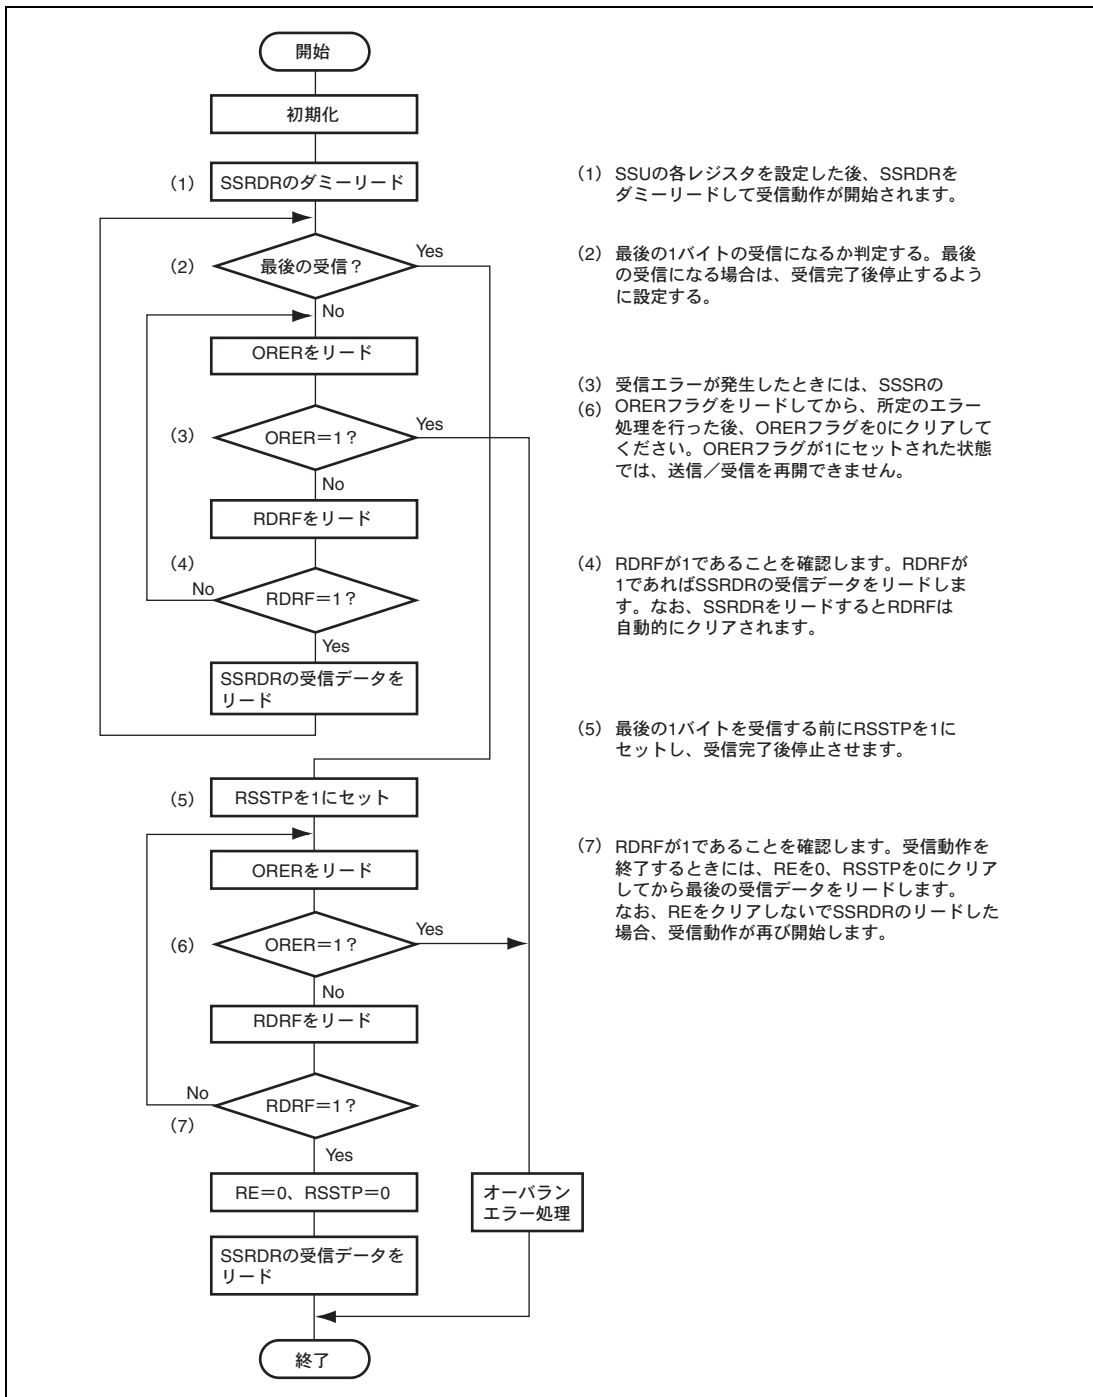 開始
初期化
(1)
SSRDRのダミーリード
(2)
最後の受信？
Yes
No
ORERをリード
(3)
ORER＝1？
Yes
No
RDRFをリード
(4)
No
RDRF＝1？
Yes
SSRDRの受信データを
リード
(5)
RSSTPを1にセット
ORERをリード
(6)
ORER＝1？
Yes
No
RDRFをリード
No
RDRF＝1？
(7)
Yes
RE＝0、RSSTP＝0
オーバラン
エラー処理
SSRDRの受信データを
リード
終了
(1) SSUの各レジスタを設定した後、SSRDRを
ダミーリードして受信動作が開始されます。
(2) 最後の1バイトの受信になるか判定する。最後
の受信になる場合は、受信完了後停止するよう
に設定する。
(3) 受信エラーが発生したときには、SSSRの
(6) ORERフラグをリードしてから、所定のエラー
処理を行った後、ORERフラグを0にクリアして
ください。ORERフラグが1にセットされた状態
では、送信／受信を再開できません。
(4) RDRFが1であることを確認します。RDRFが
1であればSSRDRの受信データをリードしま
す。なお、SSRDRをリードするとRDRFは
自動的にクリアされます。
(5) 最後の1バイトを受信する前にRSSTPを1に
セットし、受信完了後停止させます。
(7) RDRFが1であることを確認します。受信動作を
終了するときには、REを0、RSSTPを0にクリア
してから最後の受信データをリードします。
なお、REをクリアしないでSSRDRのリードした
場合、受信動作が再び開始します。